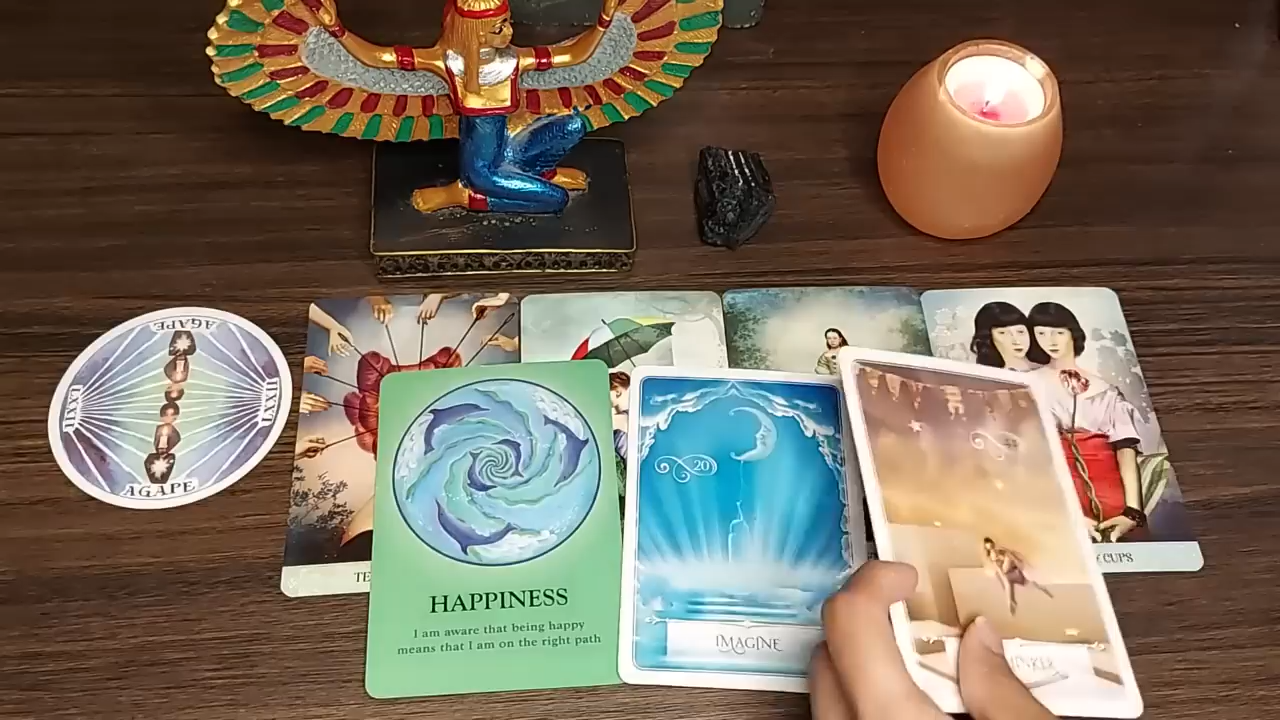 AGAPE
LXXII
LXXII
AGAPE
CUPS
20
HAPPINESS
I am aware that being happy
means that I am on the right path
IMAGINE